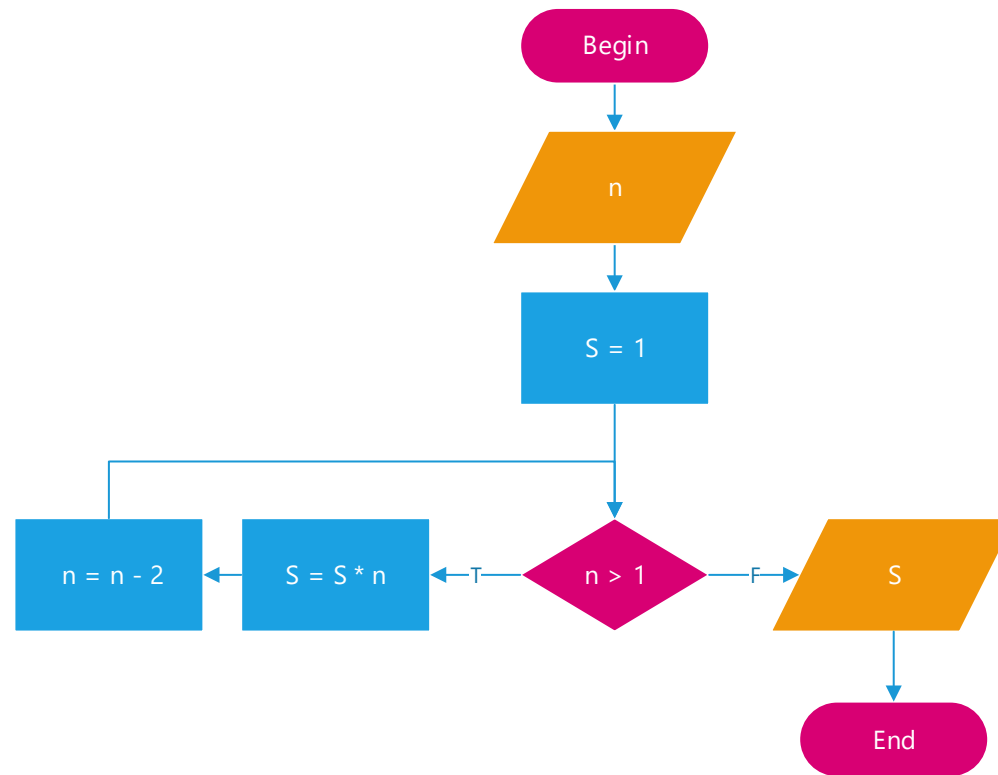 Begin
n
S = 1
n = n - 2
S = S * n
T
n > 1
F
S
End